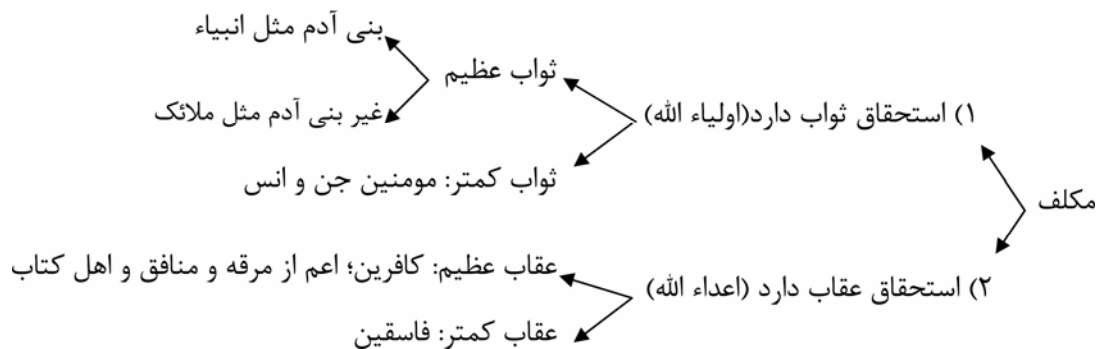 مکلف
۱) استحقاق ثواب دارد(اولیاء الله)
ثواب عظیم
بنی آدم مثل انبیاء
غیر بنی آدم مثل ملائک
ثواب کمتر: مومنین جن و انس
۲) استحقاق عقاب دارد (اعداء الله)
عقاب عظیم: کافرین؛ اعم از مرقه و منافق و اهل کتاب
عقاب کمتر: فاسقین